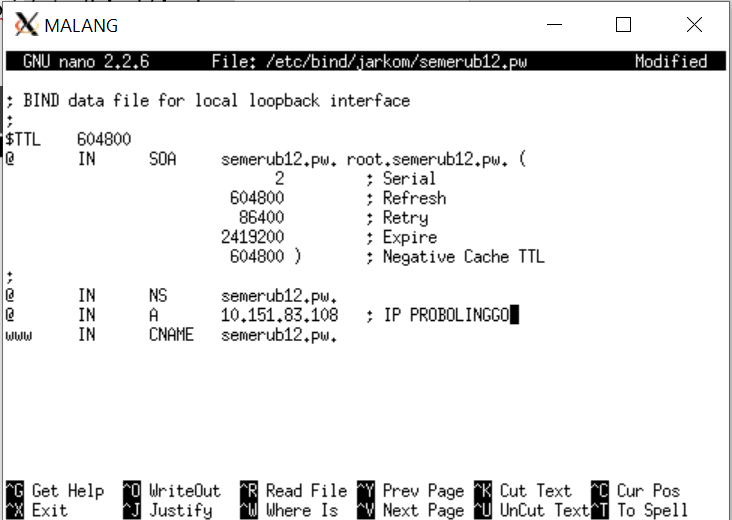 MALANG
GNU nano 2.2.6 File: /etc/bind/jarkom/semerub12.pw Modified
; BIND data file for local loopback interface
;
$TTL 604800
@ IN SOA semerub12.pw. root.semerub12.pw. (
2 ; Serial
604800 ; Refresh
86400 ; Retry
2419200 ; Expire
604800 ) ; Negative Cache TTL
;
@ IN NS semerub12.pw.
@ IN A 10.151.83.108 ; IP PROBOLINGGO
www IN CNAME semerub12.pw.
^G Get Help ^O WriteOut ^R Read File ^Y Prev Page ^K Cut Text ^C Cur Pos
^X Exit ^J Justify ^W Where Is ^V Next Page ^U UnCut Text ^T To Spell